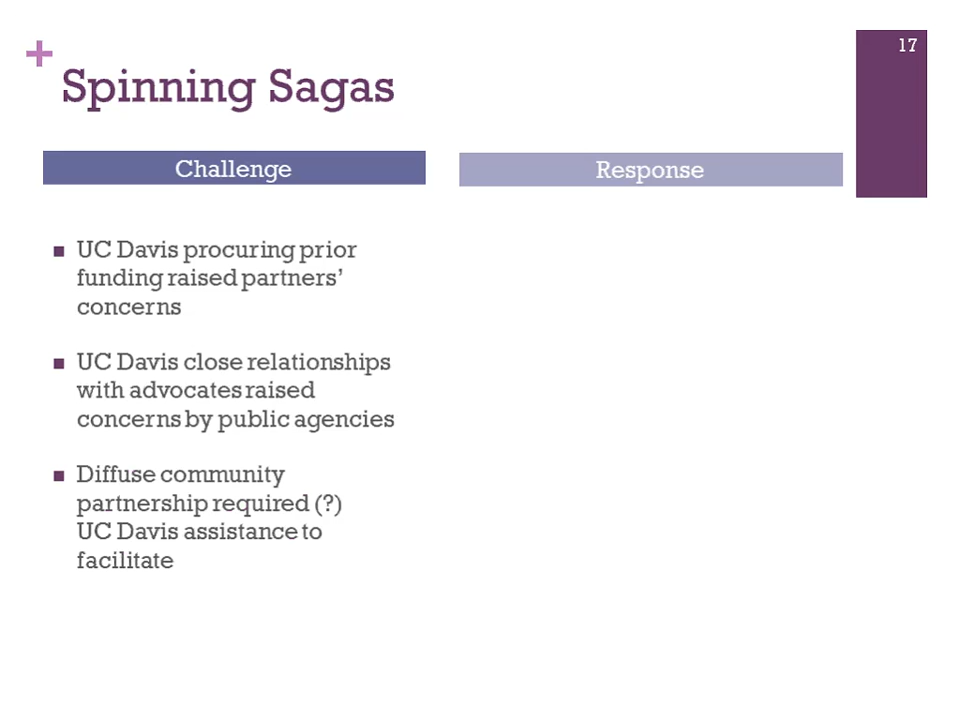 17
+
Spinning Sagas
Challenge
Response
■ UC Davis procuring prior
funding raised partners’
concerns
■ UC Davis close relationships
with advocates raised
concerns by public agencies
■ Diffuse community
partnership required (?)
UC Davis assistance to
facilitate